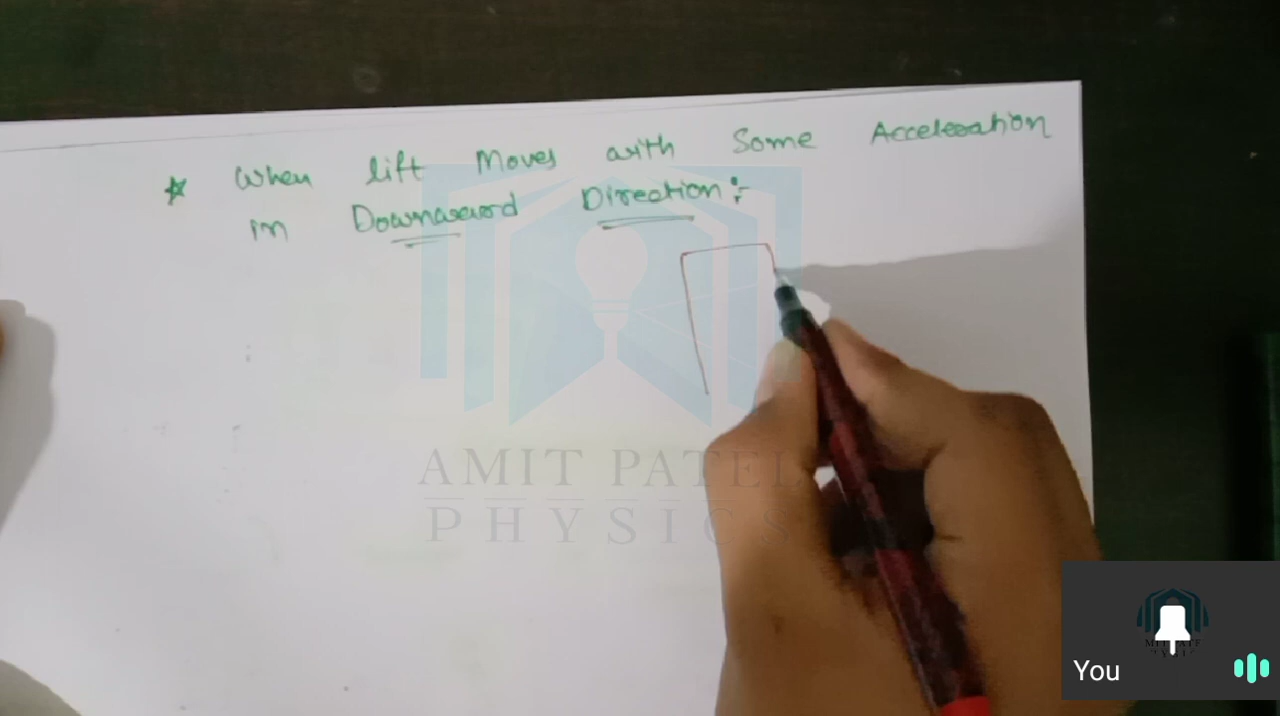 * When lift Moves with Some Acceleration
in Downward Direction :-
AMIT PATEL
PHYSICS
You